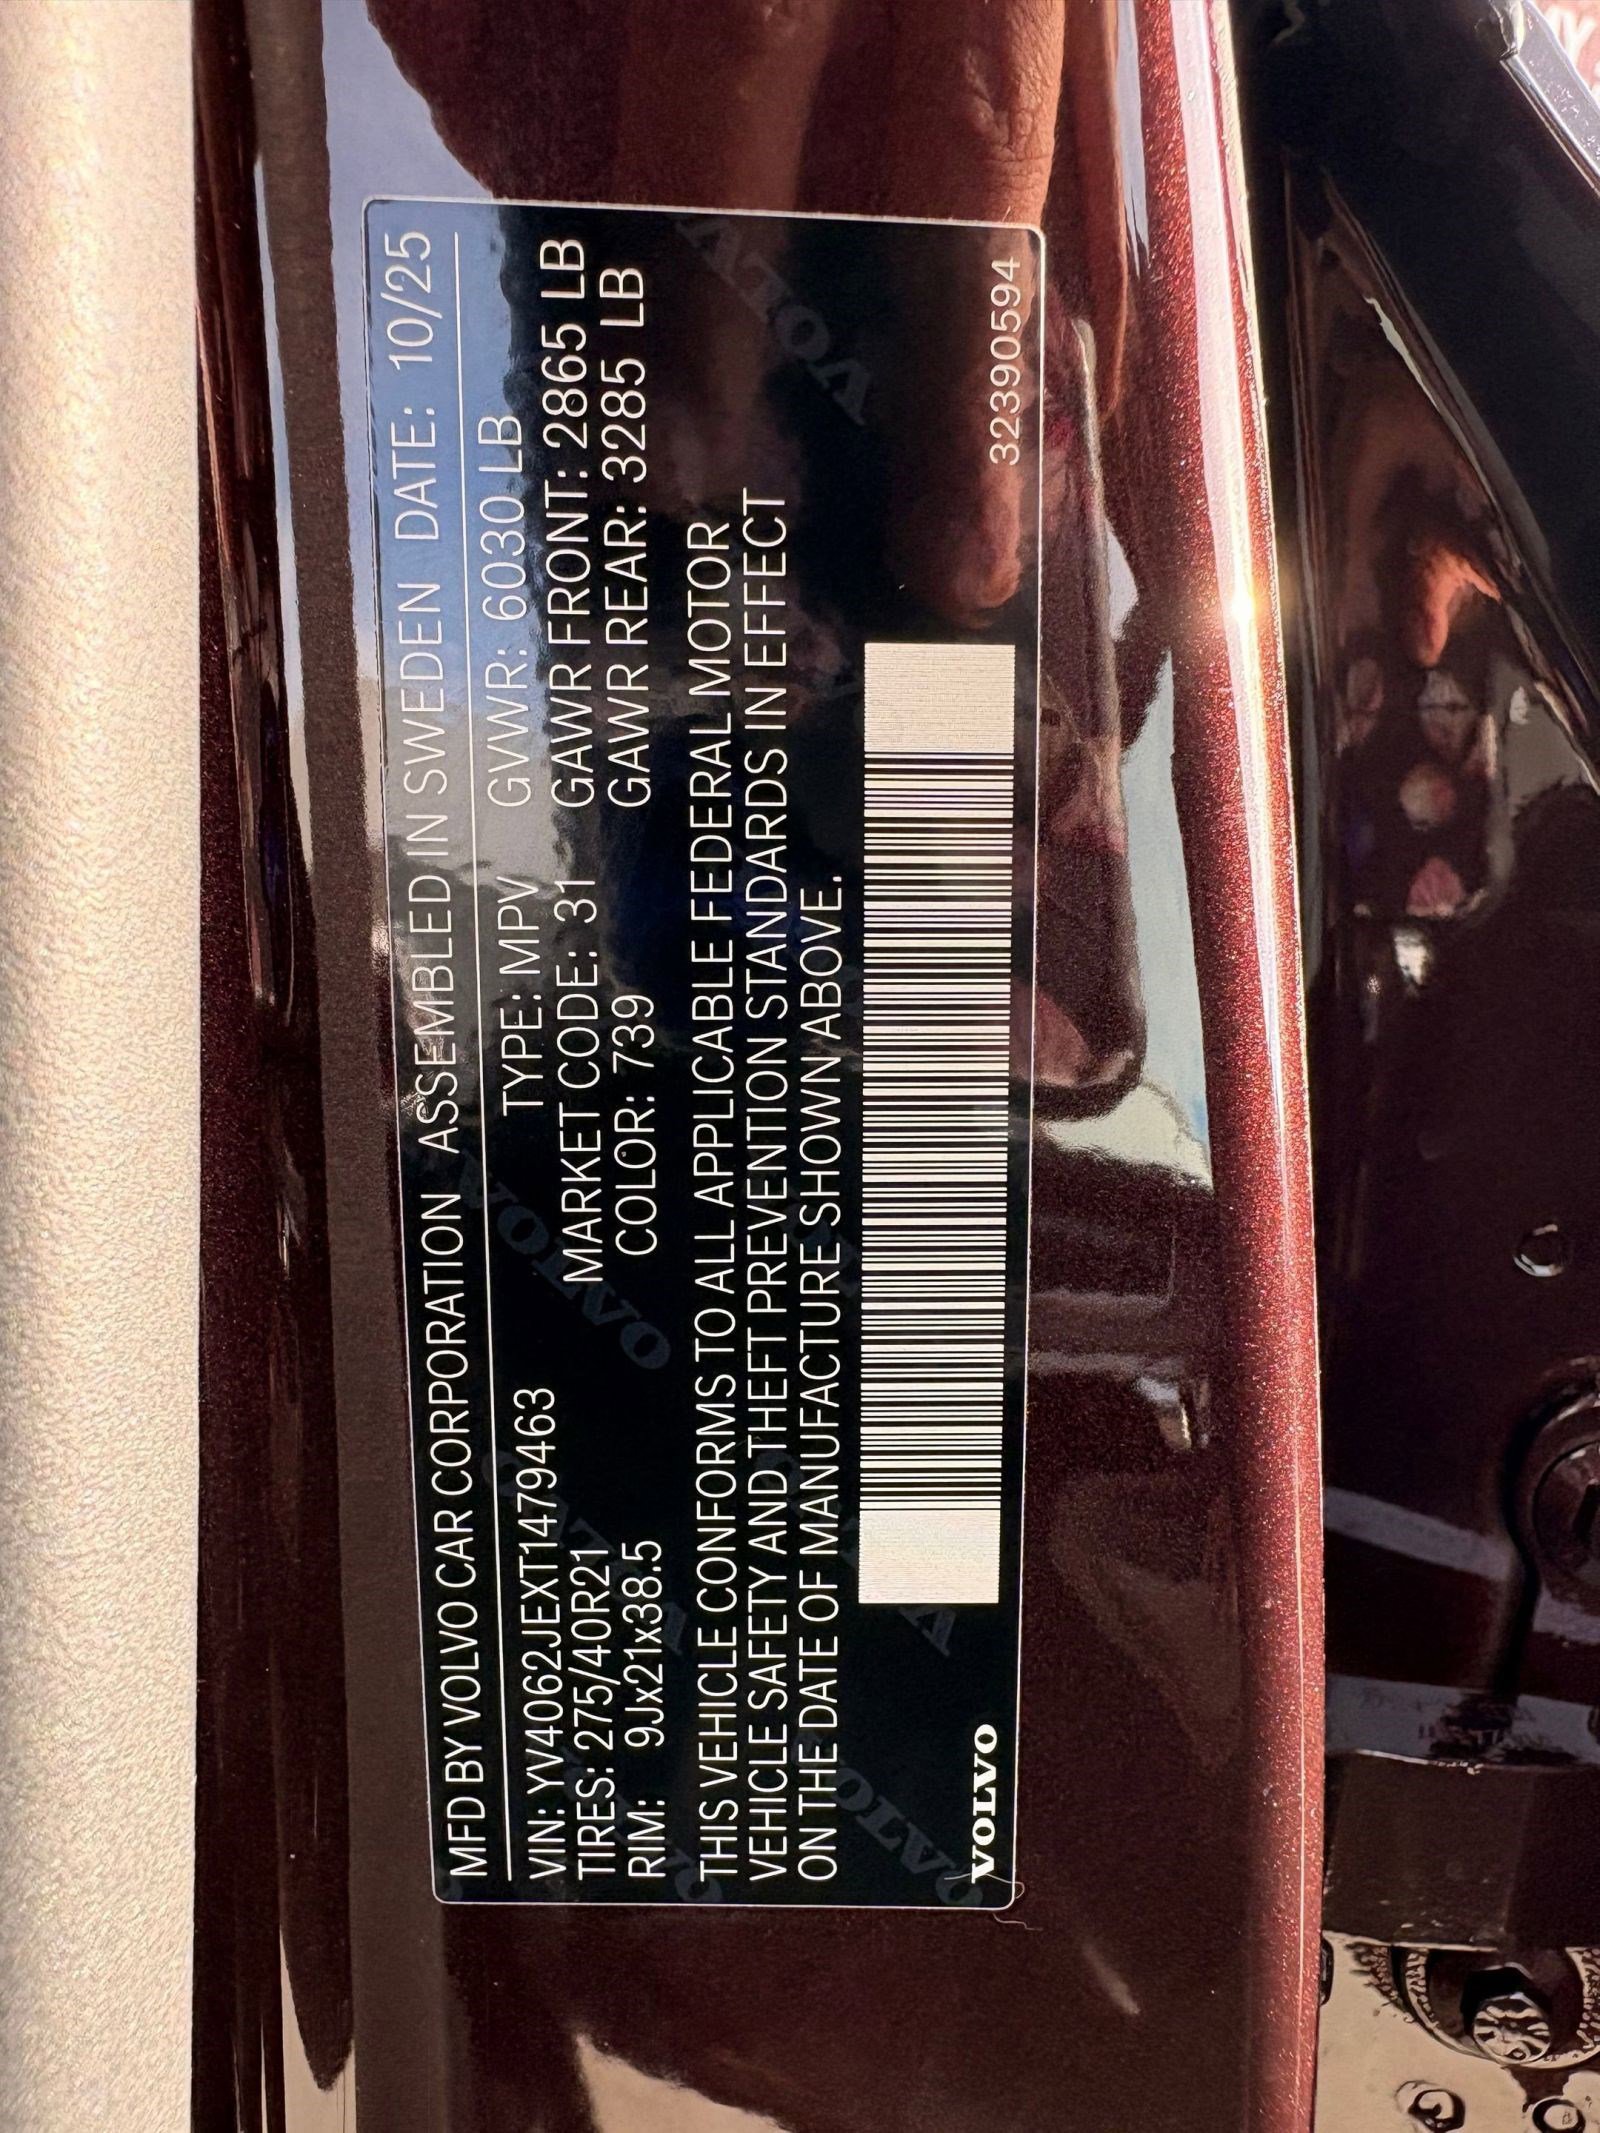 MFD BY VOLVO CAR CORPORATION ASSEMBLED IN SWEDEN DATE: 10/25
VIN: YV4062JEXT1479463 TYPE: MPV GVWR: 6030 LB
TIRES: 275/40R21 MARKET CODE: 31 GAWR FRONT: 2865 LB
RIM: 9Jx21x38.5 COLOR: 739 GAWR REAR: 3285 LB
THIS VEHICLE CONFORMS TO ALL APPLICABLE FEDERAL MOTOR
VEHICLE SAFETY AND THEFT PREVENTION STANDARDS IN EFFECT
ON THE DATE OF MANUFACTURE SHOWN ABOVE.
VOLVO 32390594